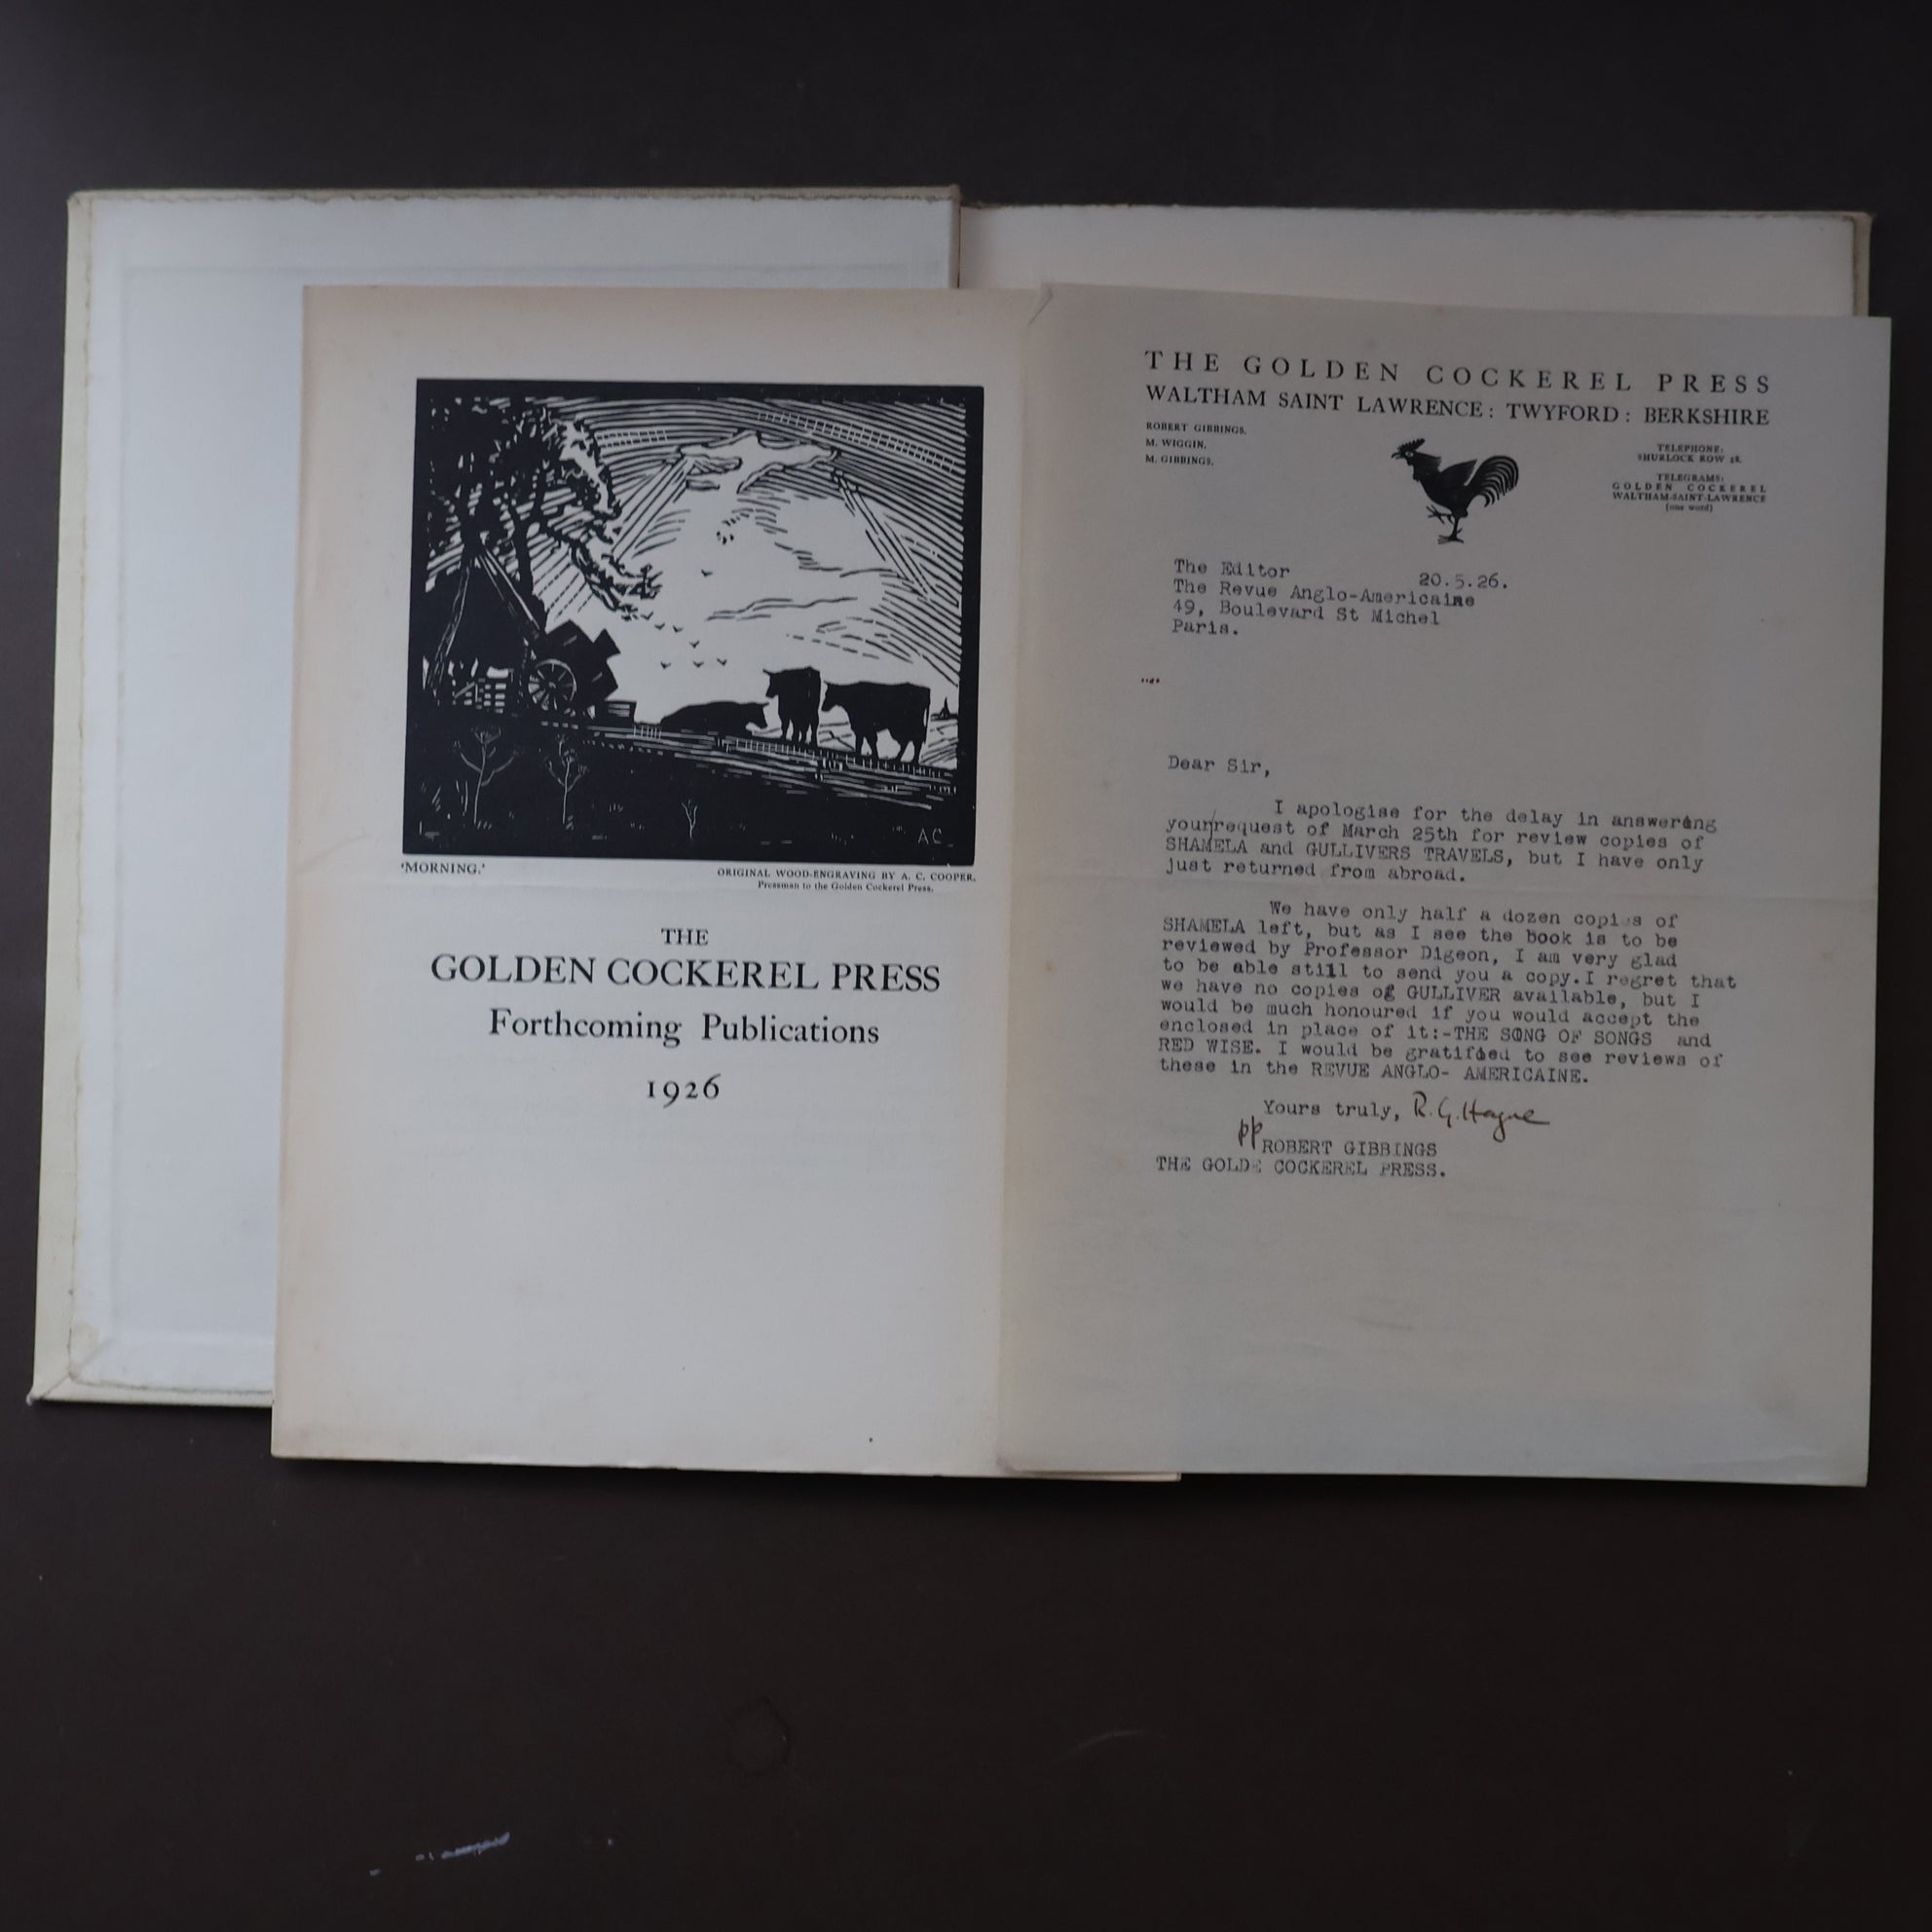 AC
'MORNING.'
ORIGINAL WOOD-ENGRAVING BY A. C. COOPER,
Pressman to the Golden Cockerel Press.
THE
GOLDEN COCKEREL PRESS
Forthcoming Publications
1926
THE GOLDEN COCKEREL PRESS
WALTHAM SAINT LAWRENCE: TWYFORD: BERKSHIRE
ROBERT GIBBINGS.
M. WIGGIN.
M. GIBBINGS.
TELEPHONE:
SHURLOCK ROW 28.
TELEGRAMS:
GOLDEN COCKEREL
WALTHAM-SAINT-LAWRENCE
(one word)
The Editor 20.5.26.
The Revue Anglo-Americaine
49, Boulevard St Michel
Paris.
Dear Sir,
I apologise for the delay in answering
your request of March 25th for review copies of
SHAMELA and GULLIVERS TRAVELS, but I have only
just returned from abroad.
We have only half a dozen copies of
SHAMELA left, but as I see the book is to be
reviewed by Professor Digeon, I am very glad
to be able still to send you a copy.I regret that
we have no copies of GULLIVER available, but I
would be much honoured if you would accept the
enclosed in place of it:-THE SONG OF SONGS and
RED WISE. I would be gratified to see reviews of
these in the REVUE ANGLO- AMERICAINE.
Yours truly, R. G. Hayne
pp ROBERT GIBBINGS
THE GOLDE COCKEREL PRESS.